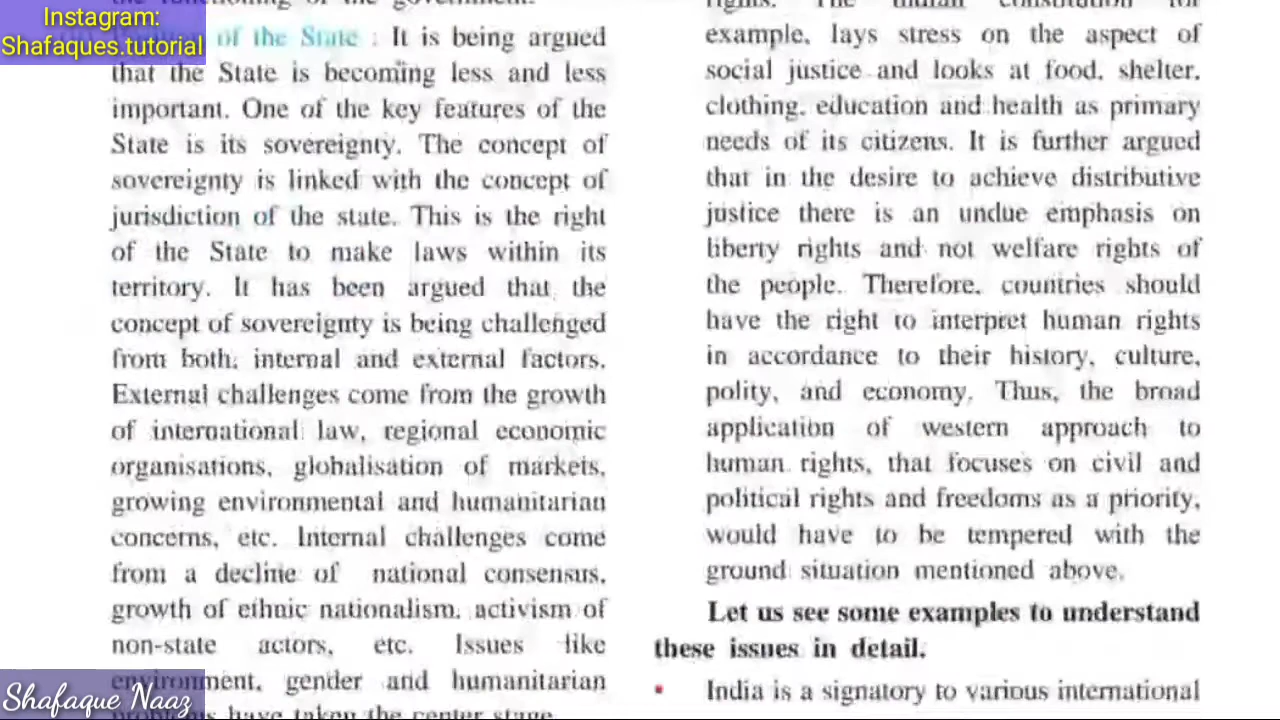 Instagram:
Shafaques.tutorial
of the State : It is being argued
that the State is becoming less and less
important. One of the key features of the
State is its sovereignty. The concept of
sovereignty is linked with the concept of
jurisdiction of the state. This is the right
of the State to make laws within its
territory. It has been argued that the
concept of sovereignty is being challenged
from both, internal and external factors.
External challenges come from the growth
of international law, regional economic
organisations, globalisation of markets,
growing environmental and humanitarian
concerns, etc. Internal challenges come
from a decline of national consensus,
growth of ethnic nationalism, activism of
non-state actors, etc. Issues like
environment, gender and humanitarian
problems have taken the center stage.
rights. The Indian constitution for
example, lays stress on the aspect of
social justice and looks at food, shelter,
clothing, education and health as primary
needs of its citizens. It is further argued
that in the desire to achieve distributive
justice there is an undue emphasis on
liberty rights and not welfare rights of
the people. Therefore, countries should
have the right to interpret human rights
in accordance to their history, culture,
polity, and economy. Thus, the broad
application of western approach to
human rights, that focuses on civil and
political rights and freedoms as a priority,
would have to be tempered with the
ground situation mentioned above.
Let us see some examples to understand
these issues in detail.
• India is a signatory to various international
Shafaque Naaz